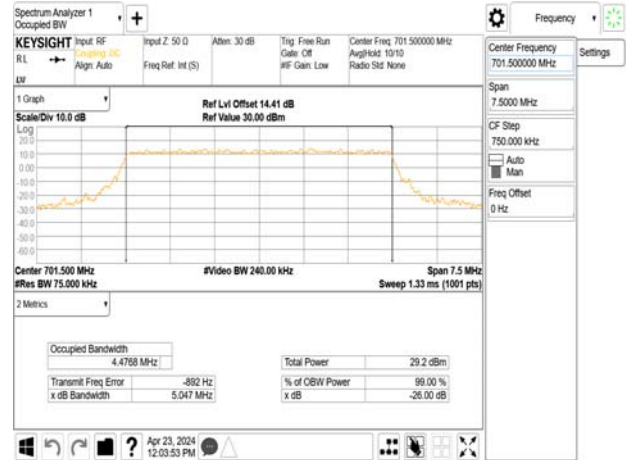 Spectrum Analyzer 1
Occupied BW
+
Frequency
KEYSIGHT
RL
LXI
Input: RF
Coupling: DC
Align: Auto
Input Z: 50 Ω
Freq Ref: Int (S)
Atten: 30 dB
Trig: Free Run
Gate: Off
#IF Gain: Low
Center Freq: 701.500000 MHz
Avg|Hold: 10/10
Radio Std: None
Center Frequency
701.500000 MHz
Settings
Span
7.5000 MHz
CF Step
750.000 kHz
Auto
Man
Freq Offset
0 Hz
1 Graph
Scale/Div 10.0 dB
Ref Lvl Offset 14.41 dB
Ref Value 30.00 dBm
Log
20.0
10.0
0.00
-10.0
-20.0
-30.0
-40.0
-50.0
-60.0
Center 701.500 MHz
#Video BW 240.00 kHz
Span 7.5 MHz
#Res BW 75.000 kHz
Sweep 1.33 ms (1001 pts)
2 Metrics
Occupied Bandwidth
4.4768 MHz
Total Power 29.2 dBm
Transmit Freq Error -892 Hz
% of OBW Power 99.00 %
x dB Bandwidth 5.047 MHz
x dB -26.00 dB
?
Apr 23, 2024
12:03:53 PM